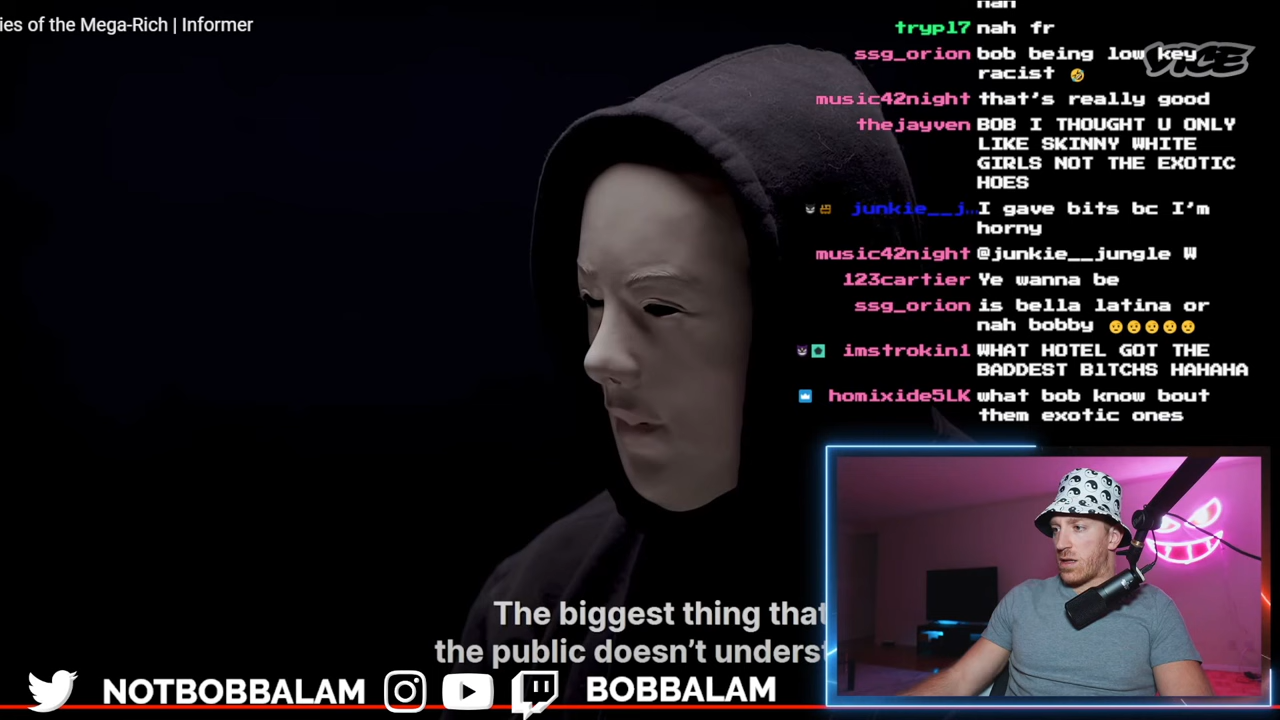 ies of the Mega-Rich | Informer
VICE
nah
tryp17 nah fr
ssg_orion bob being low key
racist 🤣
music42night that's really good
thejayven BOB I THOUGHT U ONLY
LIKE SKINNY WHITE
GIRLS NOT THE EXOTIC
HOES
junkie__j… I gave bits bc I'm
horny
music42night @junkie__jungle W
123cartier Ye wanna be
ssg_orion is bella latina or
nah bobby 😟😟😟😟😟
imstrokin1 WHAT HOTEL GOT THE
BADDEST B1TCHS HAHAHA
homixide5LK what bob know bout
them exotic ones
The biggest thing that
the public doesn't underst
NOTBOBBALAM
BOBBALAM